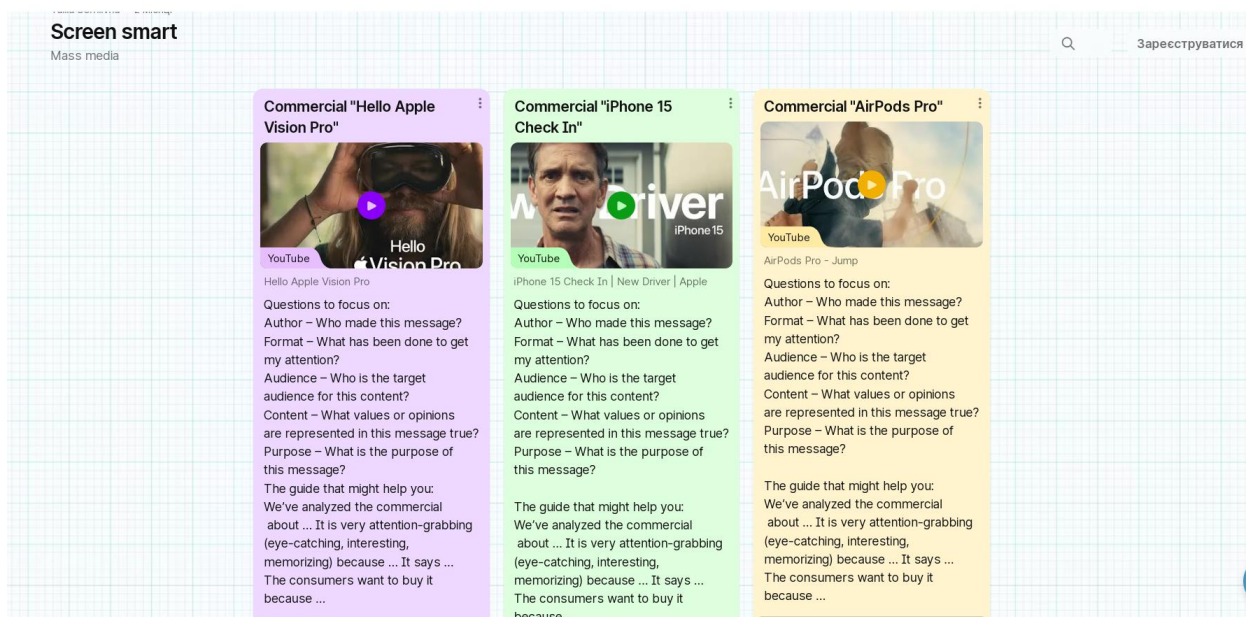 Screen smart
Mass media
Зареєструватися
Commercial "Hello Apple
Vision Pro"
Hello
Vision Pro
YouTube
Hello Apple Vision Pro
Questions to focus on:
Author – Who made this message?
Format – What has been done to get
my attention?
Audience – Who is the target
audience for this content?
Content – What values or opinions
are represented in this message true?
Purpose – What is the purpose of
this message?
The guide that might help you:
We’ve analyzed the commercial
about ... It is very attention-grabbing
(eye-catching, interesting,
memorizing) because ... It says ...
The consumers want to buy it
because ...
Commercial "iPhone 15
Check In"
w Driver
iPhone 15
YouTube
iPhone 15 Check In | New Driver | Apple
Questions to focus on:
Author – Who made this message?
Format – What has been done to get
my attention?
Audience – Who is the target
audience for this content?
Content – What values or opinions
are represented in this message true?
Purpose – What is the purpose of
this message?
The guide that might help you:
We’ve analyzed the commercial
about ... It is very attention-grabbing
(eye-catching, interesting,
memorizing) because ... It says ...
The consumers want to buy it
because
Commercial "AirPods Pro"
AirPods Pro
YouTube
AirPods Pro - Jump
Questions to focus on:
Author – Who made this message?
Format – What has been done to get
my attention?
Audience – Who is the target
audience for this content?
Content – What values or opinions
are represented in this message true?
Purpose – What is the purpose of
this message?
The guide that might help you:
We’ve analyzed the commercial
about ... It is very attention-grabbing
(eye-catching, interesting,
memorizing) because ... It says ...
The consumers want to buy it
because ...